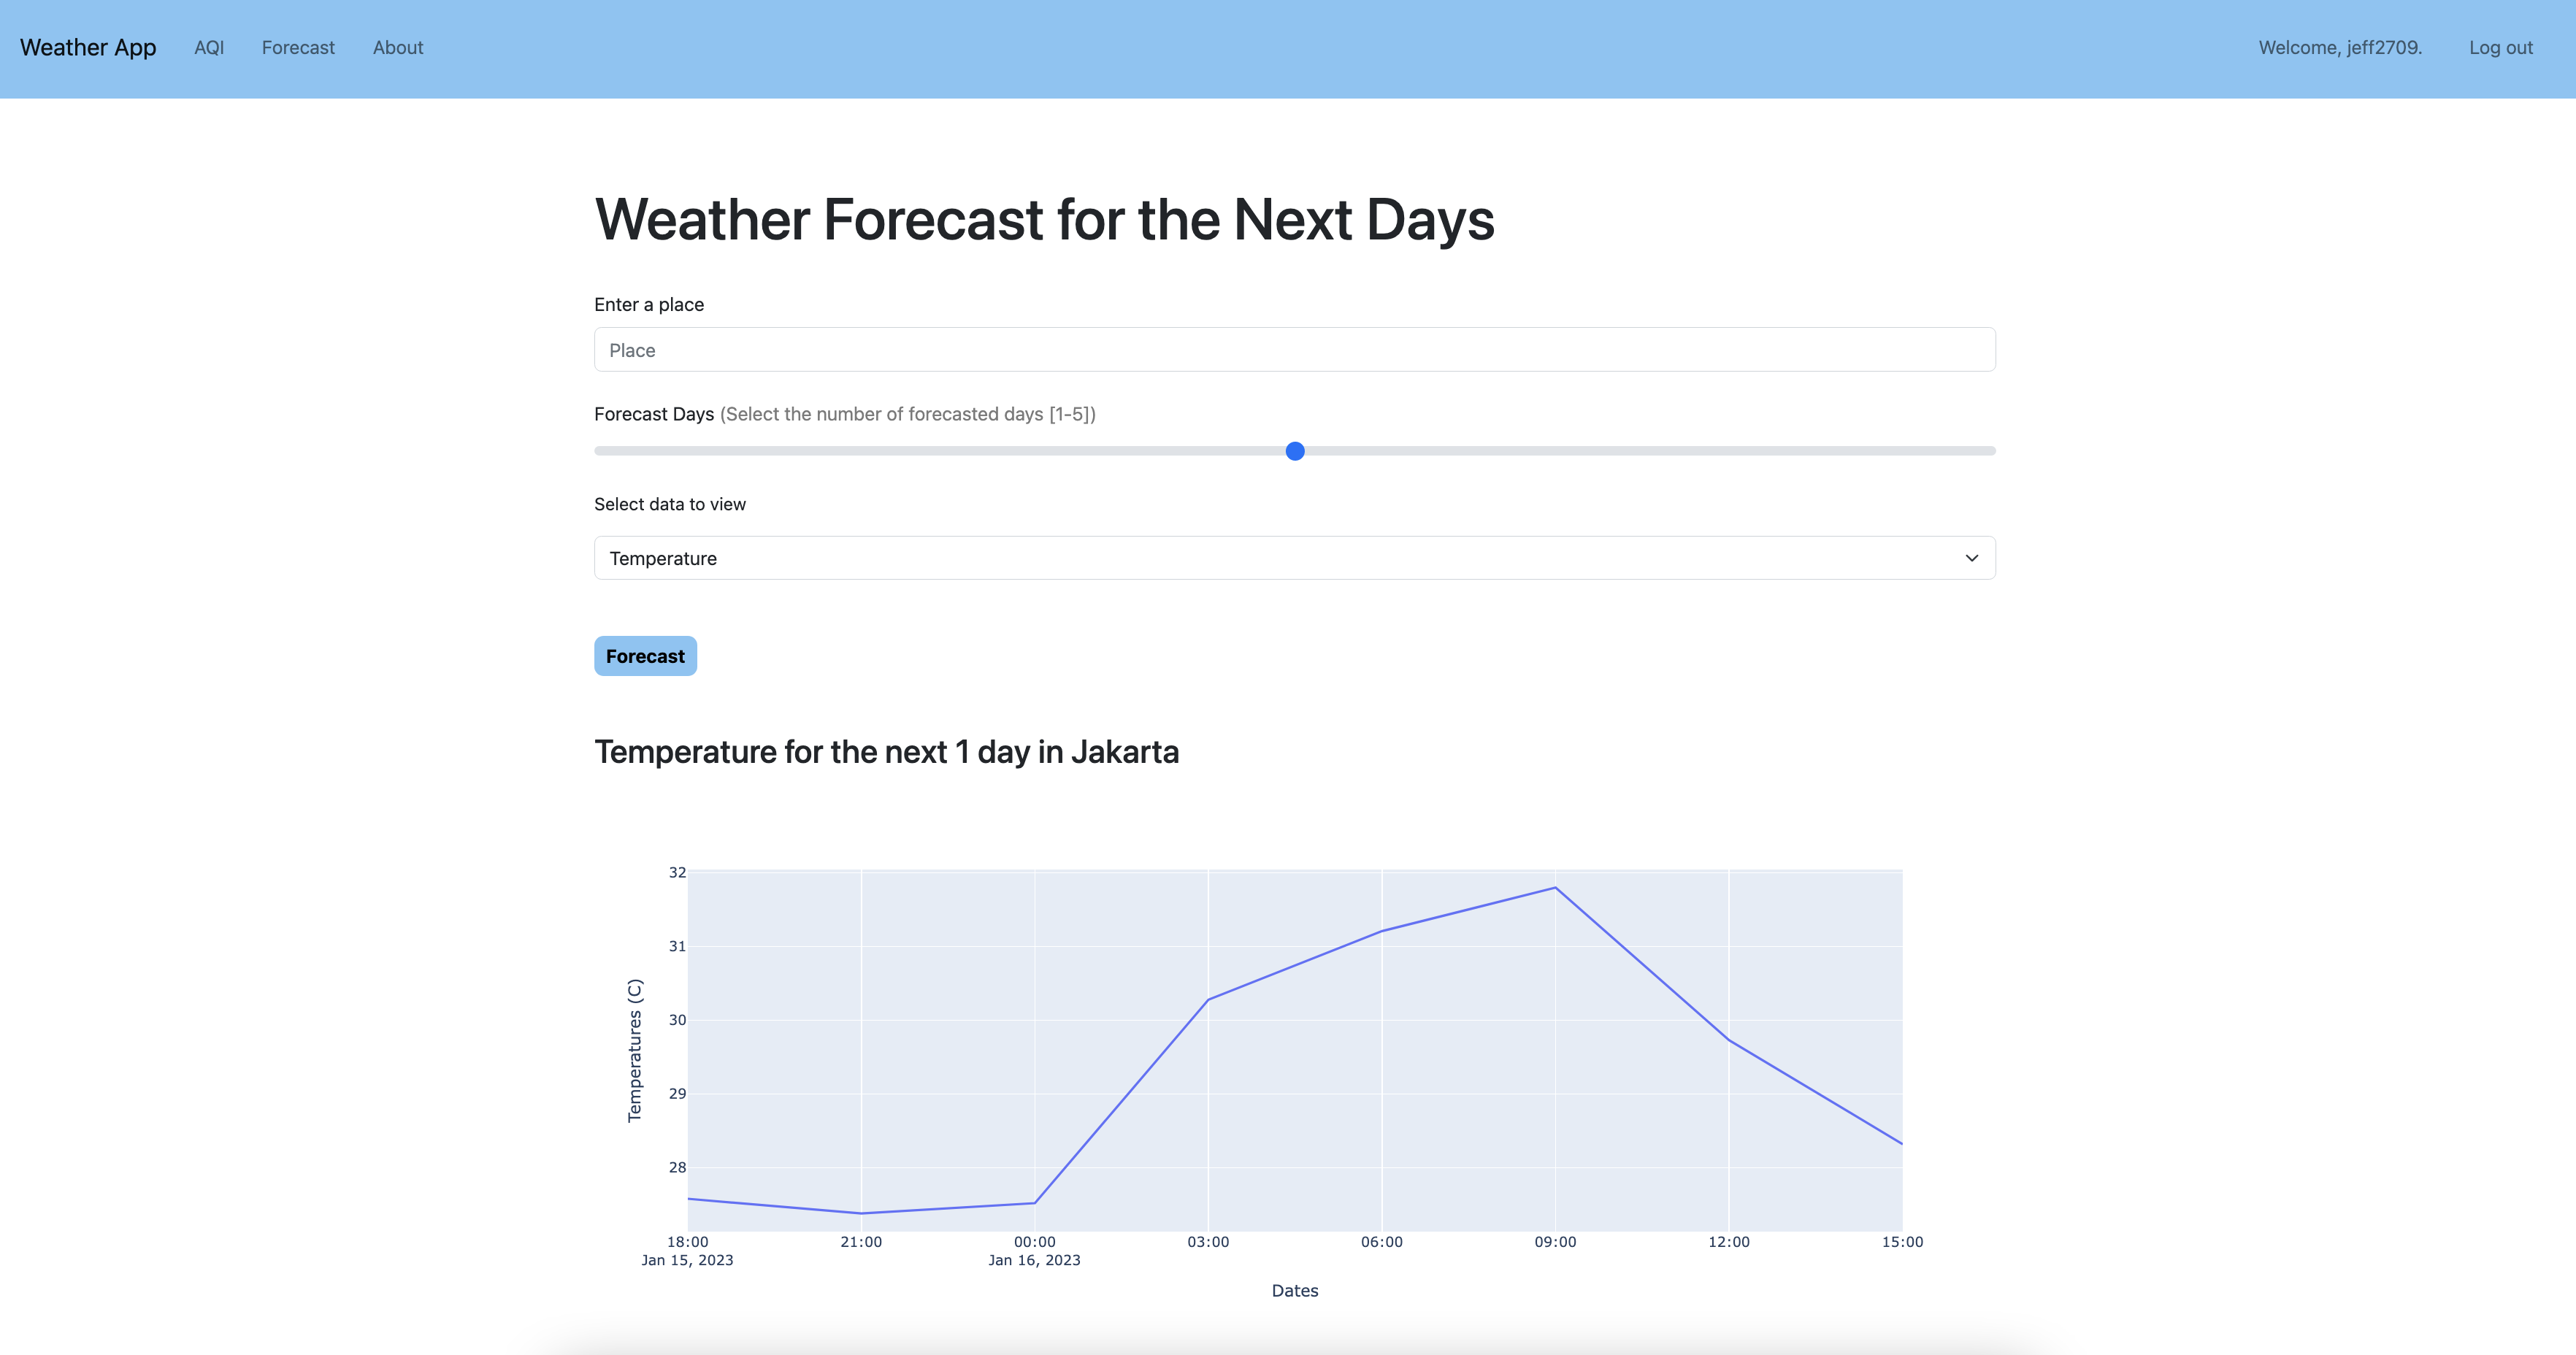 Weather App AQI Forecast About Welcome, jeff2709. Log out
Weather Forecast for the Next Days
Enter a place
Place
Forecast Days (Select the number of forecasted days [1-5])
Select data to view
Temperature
Forecast
Temperature for the next 1 day in Jakarta
32
31
30
29
28
Temperatures (C)
18:00 21:00 00:00 03:00 06:00 09:00 12:00 15:00
Jan 15, 2023 Jan 16, 2023
Dates